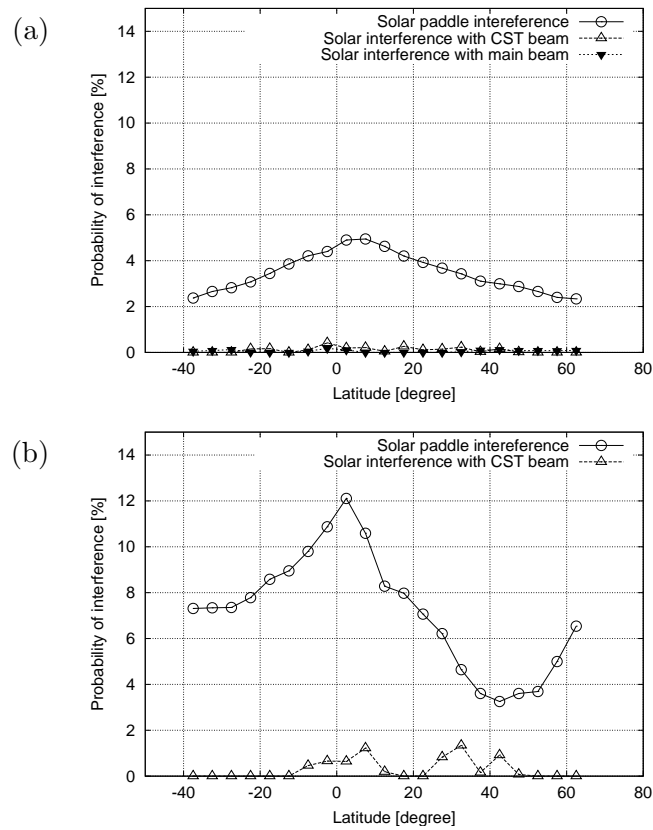 (a)
Solar paddle intereference
Solar interference with CST beam
Solar interference with main beam
14
12
10
8
6
4
2
0
Probability of interference [%]
-40 -20 0 20 40 60 80
Latitude [degree]
(b)
Solar paddle intereference
Solar interference with CST beam
14
12
10
8
6
4
2
0
Probability of interference [%]
-40 -20 0 20 40 60 80
Latitude [degree]